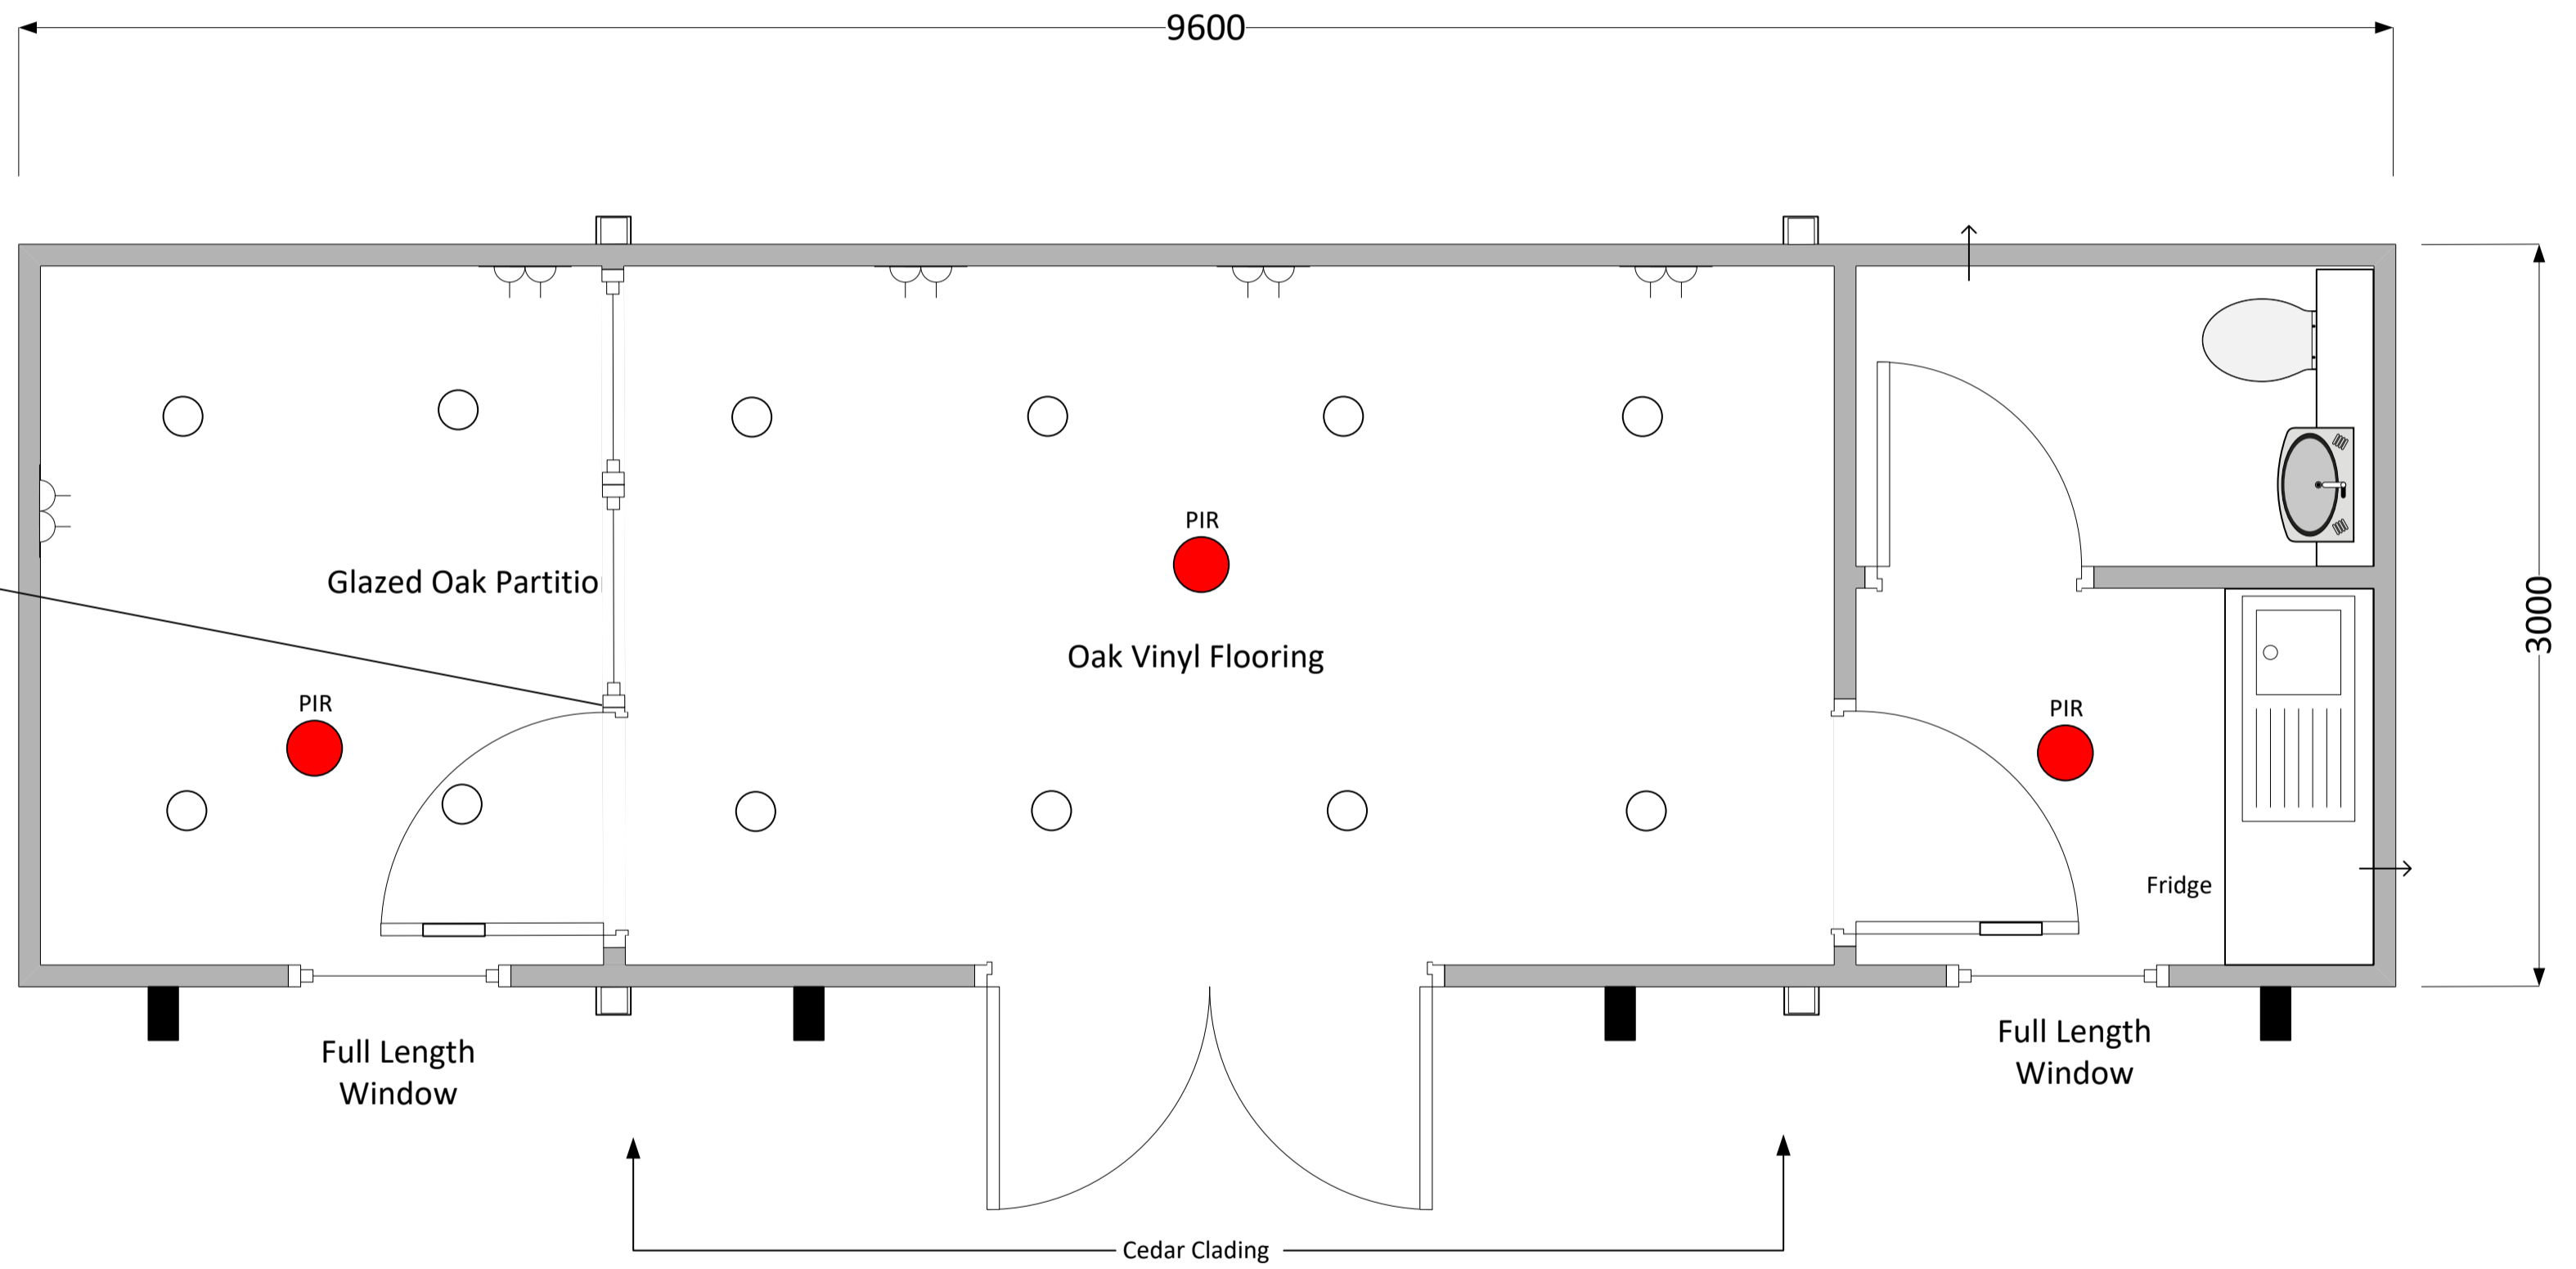 9600
PIR
Glazed Oak Partitio
Oak Vinyl Flooring
3000
PIR
PIR
Fridge
Full Length
Window
Full Length
Window
Cedar Clading